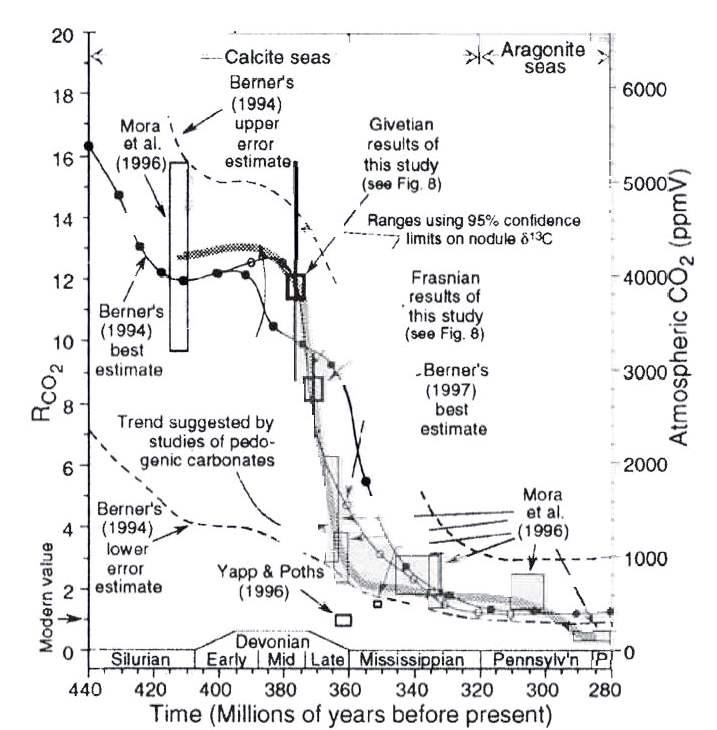 Calcite seas
Aragonite
seas
Berner's
(1994)
upper
error
estimate
Mora
et al.
(1996)
Givetian
results of
this study
(see Fig. 8)
Ranges using 95% confidence
limits on nodule δ13C
Frasnian
results of
this study
(see Fig. 8)
Berner's
(1994)
best
estimate
Berner's
(1997)
best
estimate
Trend suggested by
studies of pedo-
genic carbonates
Mora
et al.
(1996)
Berner's
(1994)
lower
error
estimate
Yapp & Poths
(1996)
20
18
16
14
12
10
8
6
4
2
0
RCO2
Modern value
6000
5000
4000
3000
2000
1000
0
Atmospheric CO2 (ppmV)
Devonian
Silurian Early Mid Late Mississippian Pennsylv'n P
440 420 400 380 360 340 320 300 280
Time (Millions of years before present)